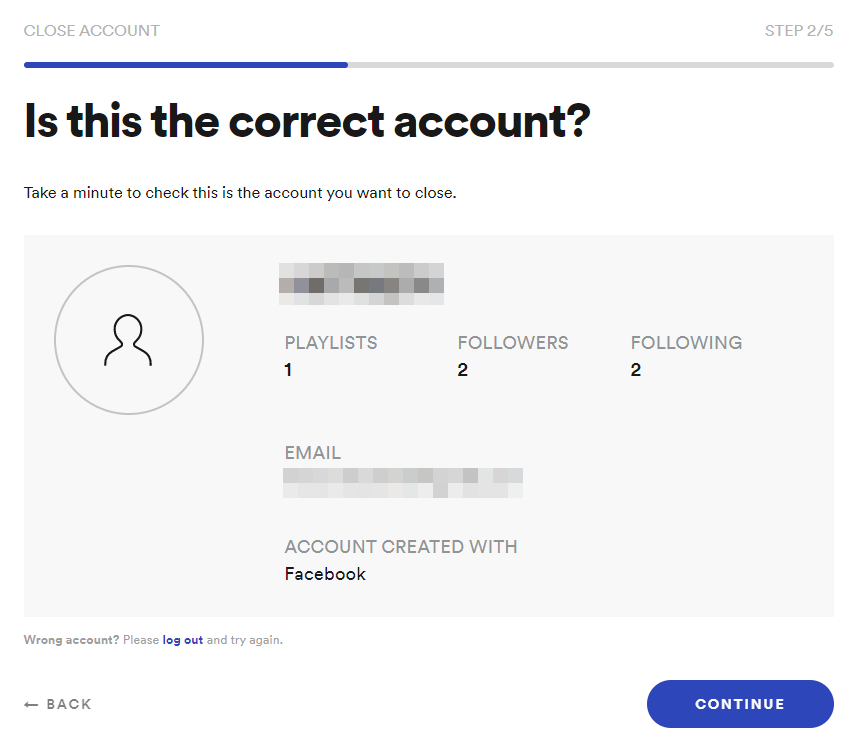 CLOSE ACCOUNT STEP 2/5
Is this the correct account?
Take a minute to check this is the account you want to close.
PLAYLISTS FOLLOWERS FOLLOWING
1 2 2
EMAIL
ACCOUNT CREATED WITH
Facebook
Wrong account? Please log out and try again.
← BACK CONTINUE